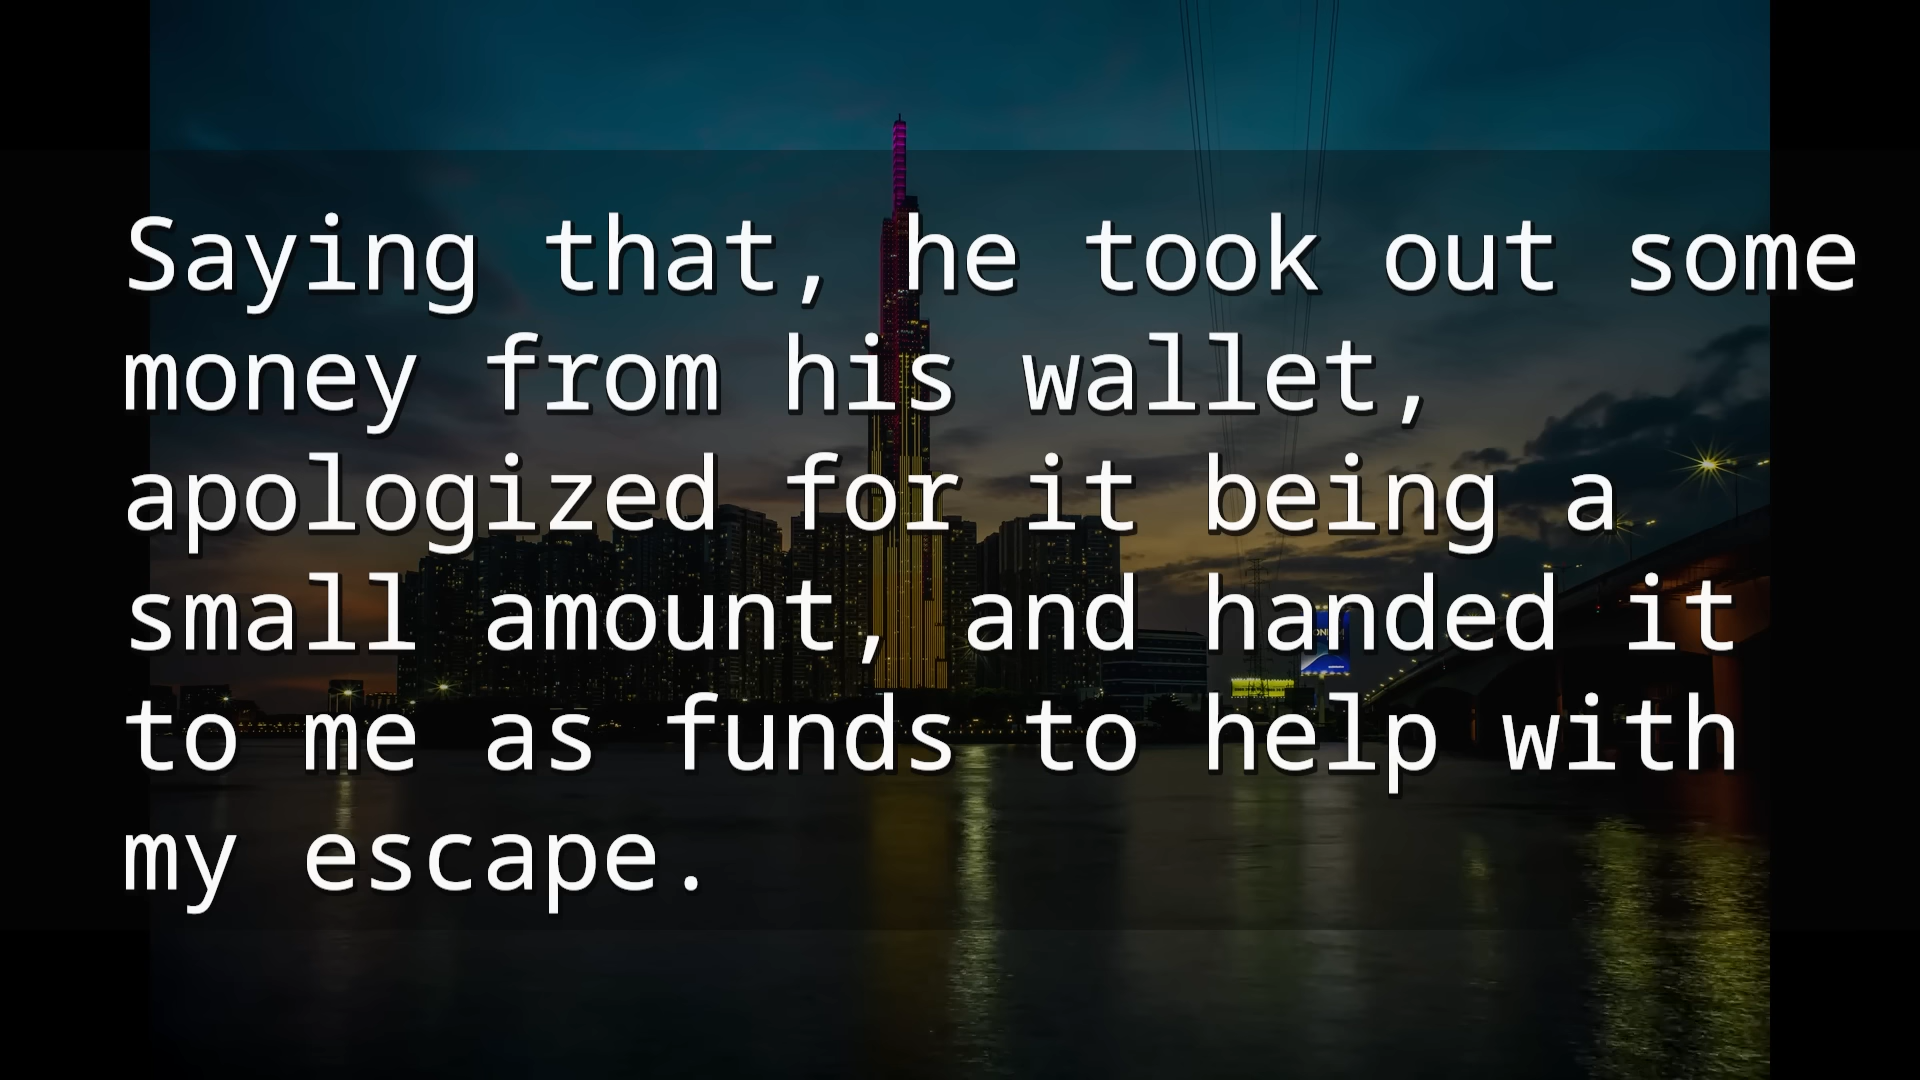 Saying that, he took out some
money from his wallet,
apologized for it being a
small amount, and handed it
to me as funds to help with
my escape.